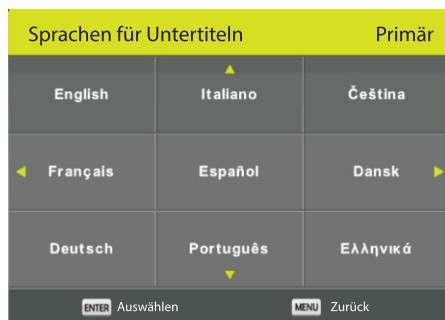 Sprachen für Untertiteln Primär
English Italiano Čeština
Français Español Dansk
Deutsch Português Ελληνικά
ENTER Auswählen MENU Zurück